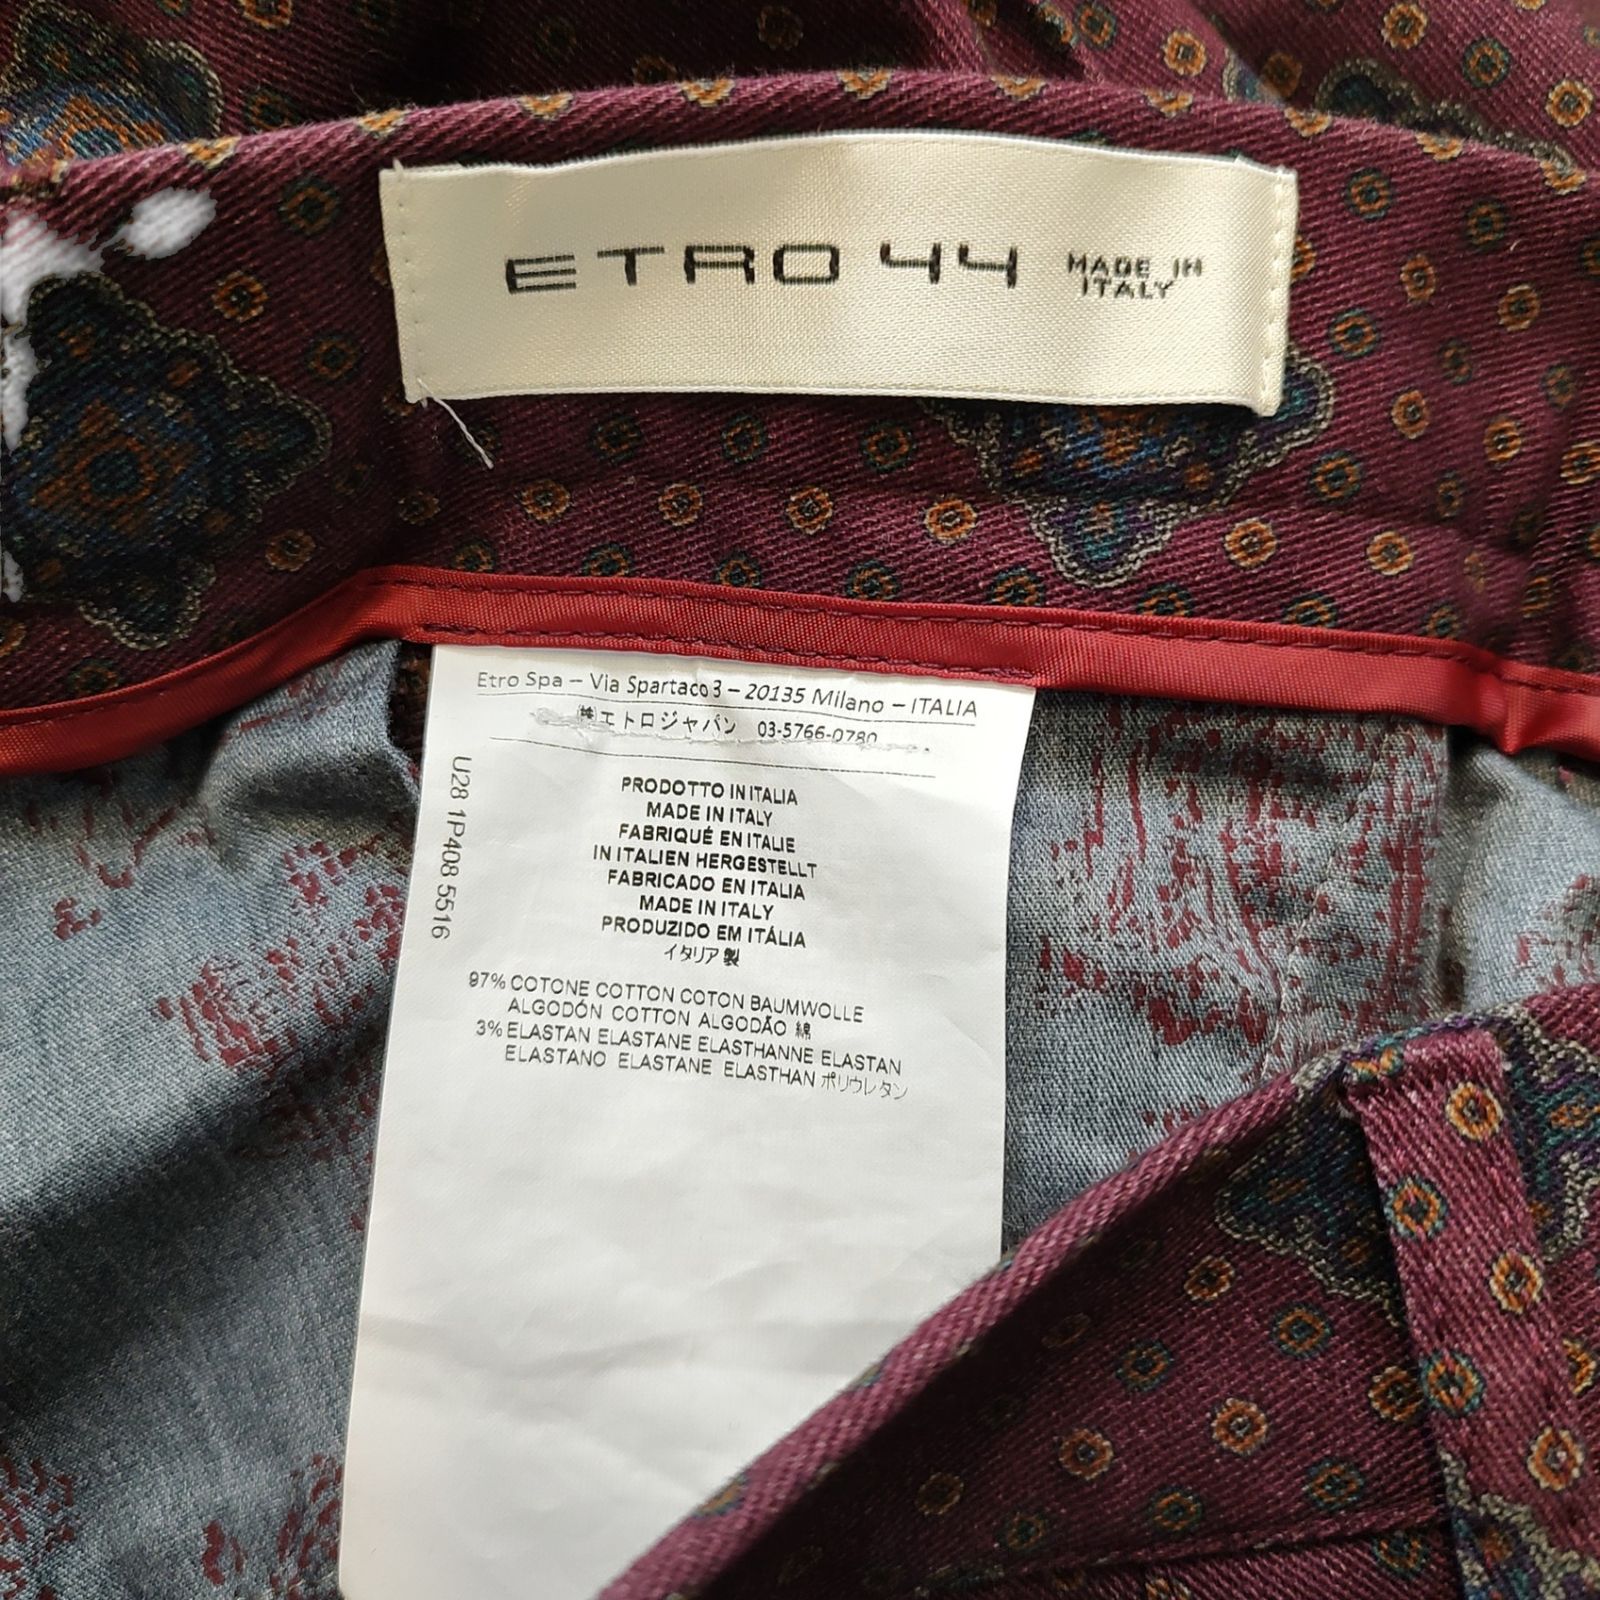 ETRO 44 MADE IN
ITALY
Etro Spa – Via Spartaco 3 – 20135 Milano – ITALIA
㈱エトロジャパン 03-5766-0780
U28 1P408 5516
PRODOTTO IN ITALIA
MADE IN ITALY
FABRIQUÉ EN ITALIE
IN ITALIEN HERGESTELLT
FABRICADO EN ITALIA
MADE IN ITALY
PRODUZIDO EM ITÁLIA
イタリア製
97% COTONE COTTON COTON BAUMWOLLE
ALGODÓN COTTON ALGODÃO 綿
3% ELASTAN ELASTANE ELASTHANNE ELASTAN
ELASTANO ELASTANE ELASTHAN ポリウレタン